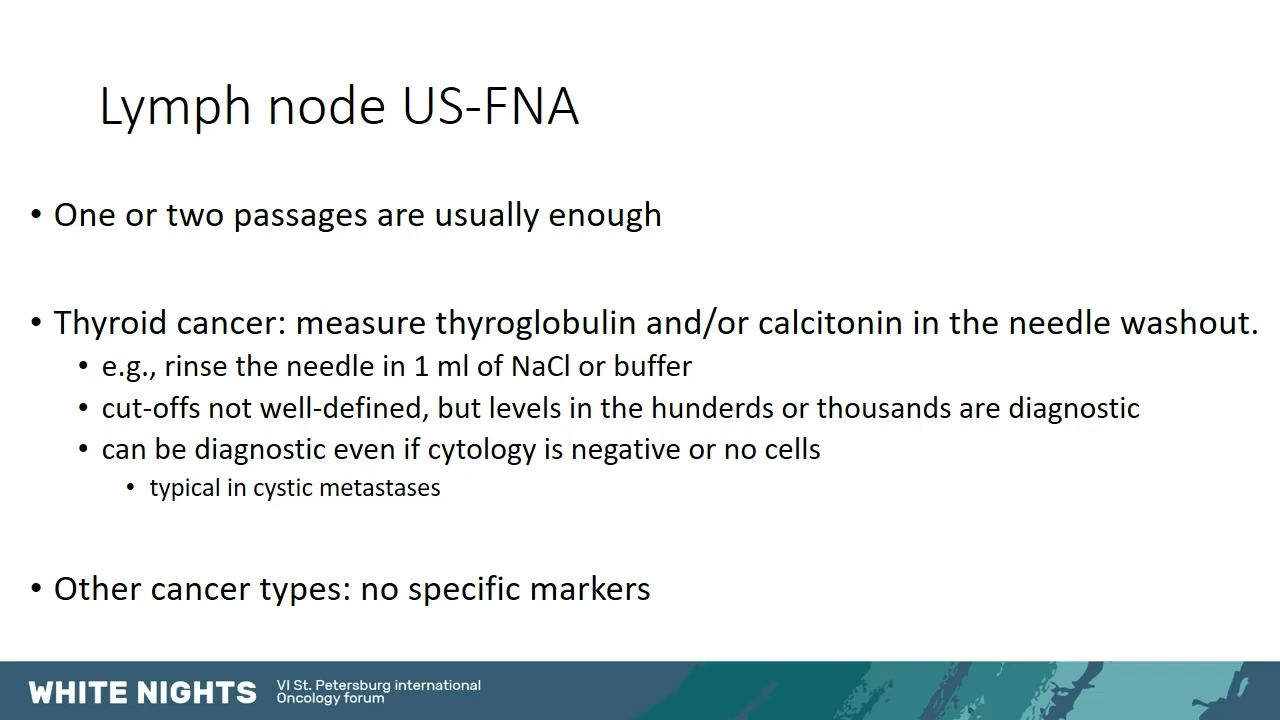 Lymph node US-FNA
• One or two passages are usually enough
• Thyroid cancer: measure thyroglobulin and/or calcitonin in the needle washout.
• e.g., rinse the needle in 1 ml of NaCl or buffer
• cut-offs not well-defined, but levels in the hunderds or thousands are diagnostic
• can be diagnostic even if cytology is negative or no cells
• typical in cystic metastases
• Other cancer types: no specific markers
WHITE NIGHTS
VI St. Petersburg international
Oncology forum